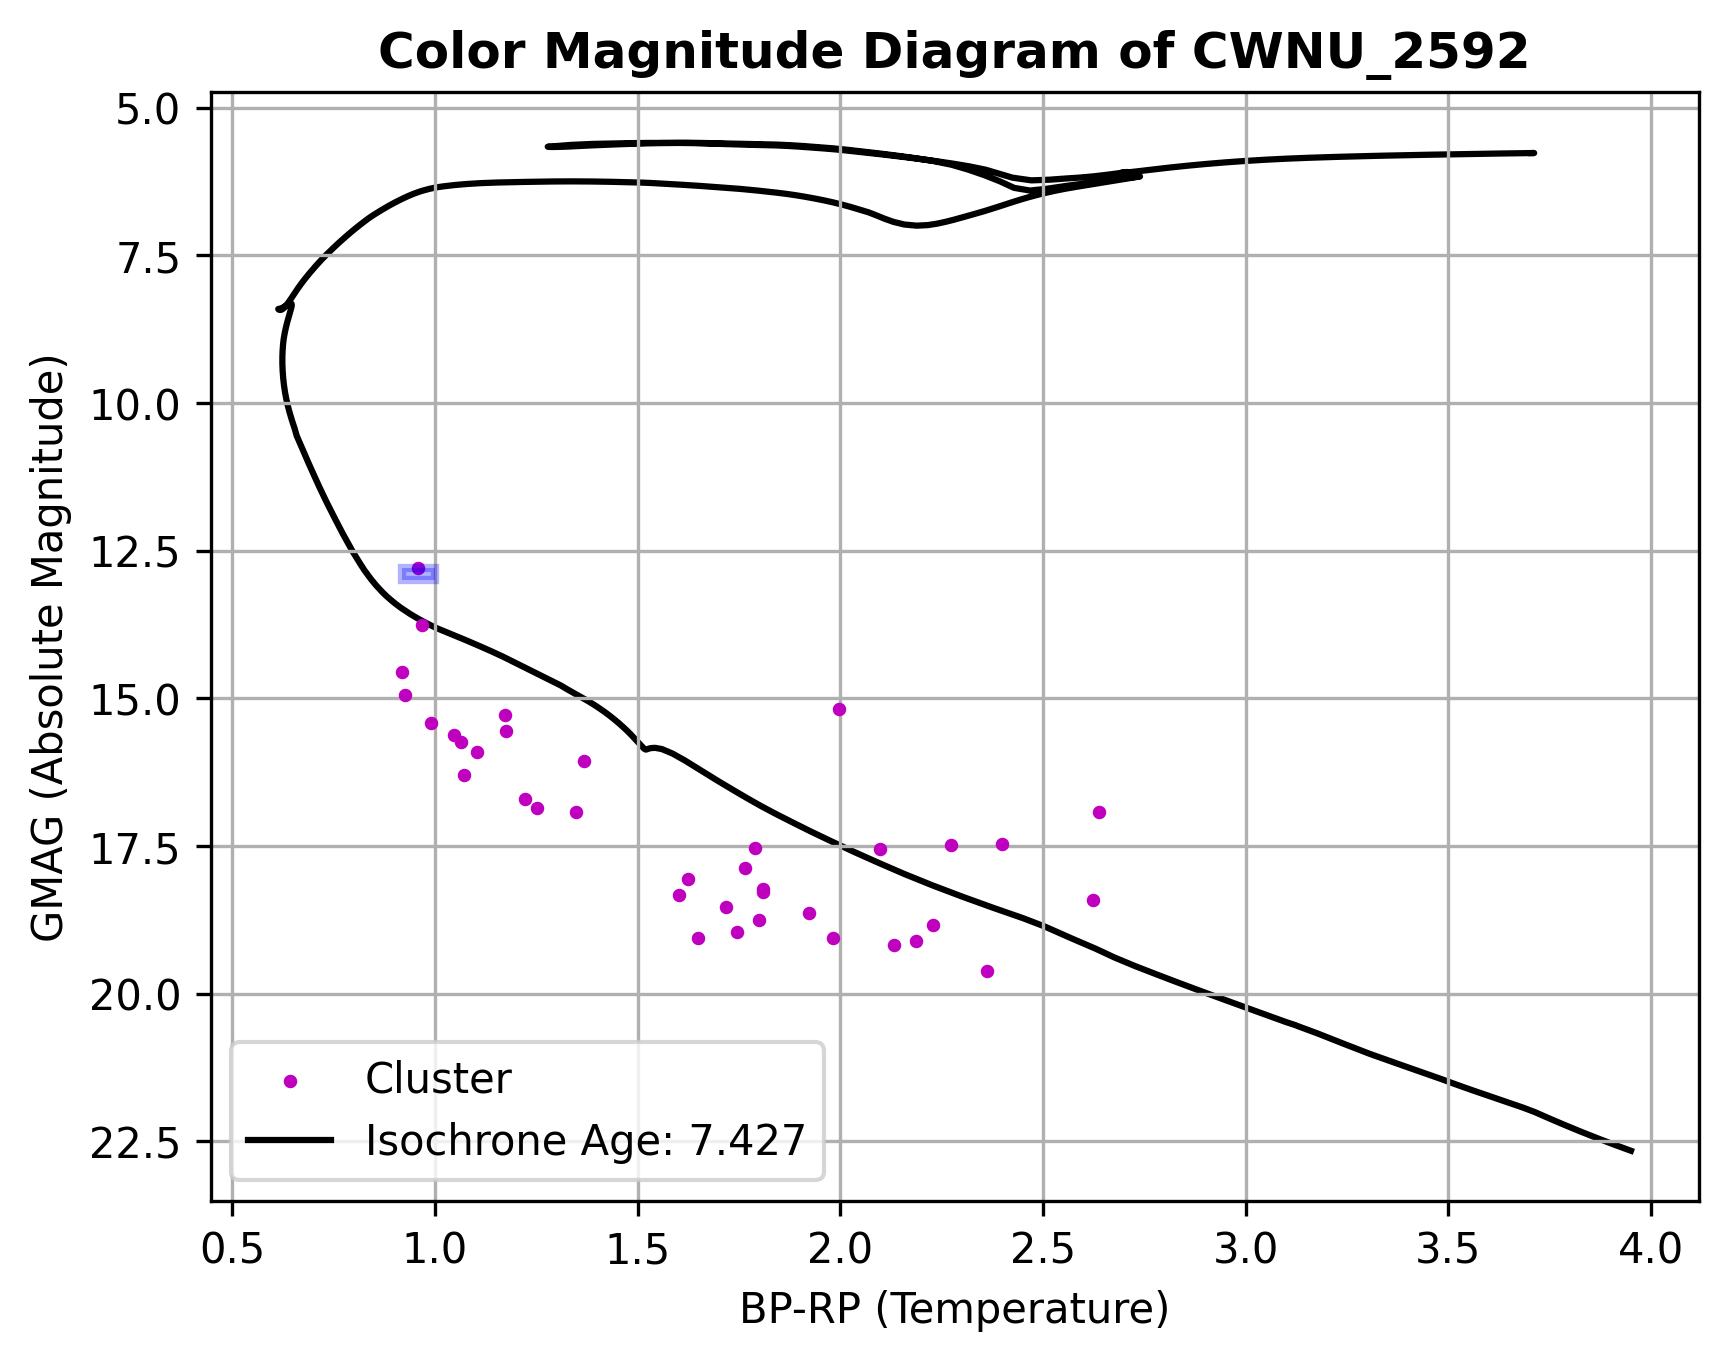 Color Magnitude Diagram of CWNU_2592
GMAG (Absolute Magnitude)
5.0
7.5
10.0
12.5
15.0
17.5
20.0
22.5
Cluster
Isochrone Age: 7.427
0.5 1.0 1.5 2.0 2.5 3.0 3.5 4.0
BP-RP (Temperature)